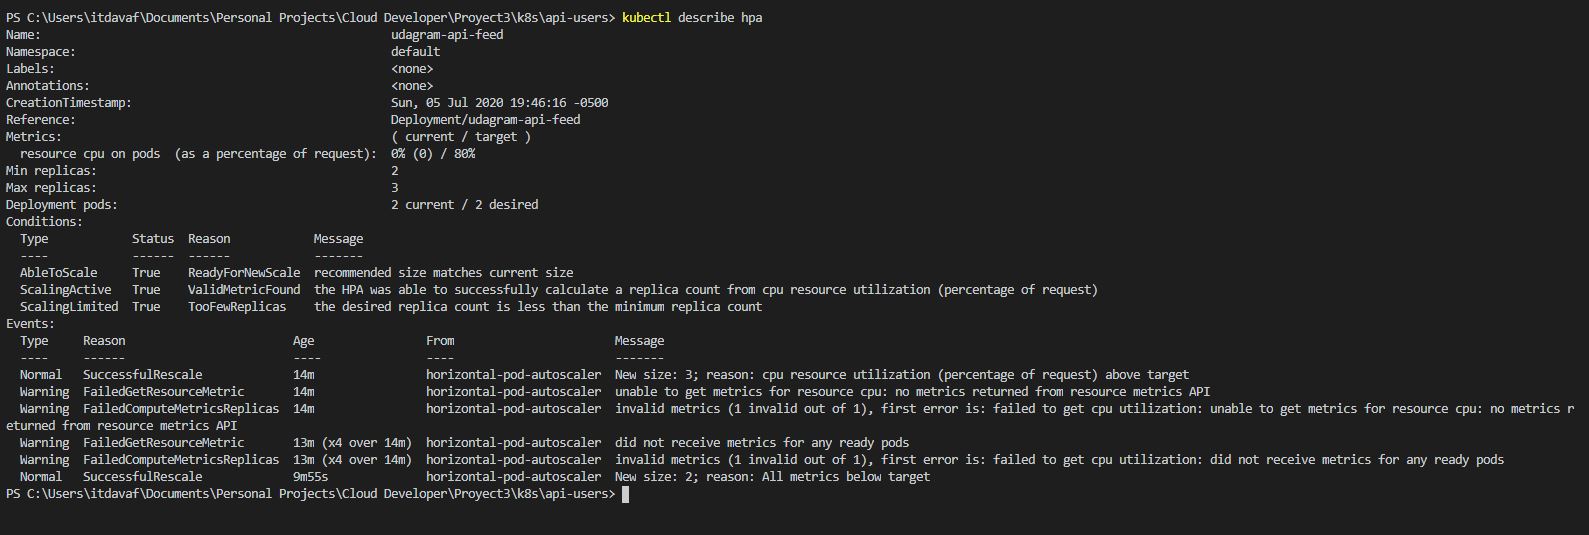 PS C:\Users\itdavaf\Documents\Personal Projects\Cloud Developer\Proyect3\k8s\api-users> kubectl describe hpa
Name:                                                  udagram-api-feed
Namespace:                                             default
Labels:                                                <none>
Annotations:                                           <none>
CreationTimestamp:                                     Sun, 05 Jul 2020 19:46:16 -0500
Reference:                                             Deployment/udagram-api-feed
Metrics:                                               ( current / target )
  resource cpu on pods  (as a percentage of request):  0% (0) / 80%
Min replicas:                                          2
Max replicas:                                          3
Deployment pods:                                       2 current / 2 desired
Conditions:
  Type            Status  Reason            Message
  ----            ------  ------            -------
  AbleToScale     True    ReadyForNewScale  recommended size matches current size
  ScalingActive   True    ValidMetricFound  the HPA was able to successfully calculate a replica count from cpu resource utilization (percentage of request)
  ScalingLimited  True    TooFewReplicas    the desired replica count is less than the minimum replica count
Events:
  Type     Reason                        Age                From                       Message
  ----     ------                        ----               ----                       -------
  Normal   SuccessfulRescale             14m                horizontal-pod-autoscaler  New size: 3; reason: cpu resource utilization (percentage of request) above target
  Warning  FailedGetResourceMetric       14m                horizontal-pod-autoscaler  unable to get metrics for resource cpu: no metrics returned from resource metrics API
  Warning  FailedComputeMetricsReplicas  14m                horizontal-pod-autoscaler  invalid metrics (1 invalid out of 1), first error is: failed to get cpu utilization: unable to get metrics for resource cpu: no metrics r
eturned from resource metrics API
  Warning  FailedGetResourceMetric       13m (x4 over 14m)  horizontal-pod-autoscaler  did not receive metrics for any ready pods
  Warning  FailedComputeMetricsReplicas  13m (x4 over 14m)  horizontal-pod-autoscaler  invalid metrics (1 invalid out of 1), first error is: failed to get cpu utilization: did not receive metrics for any ready pods
  Normal   SuccessfulRescale             9m55s              horizontal-pod-autoscaler  New size: 2; reason: All metrics below target
PS C:\Users\itdavaf\Documents\Personal Projects\Cloud Developer\Proyect3\k8s\api-users>